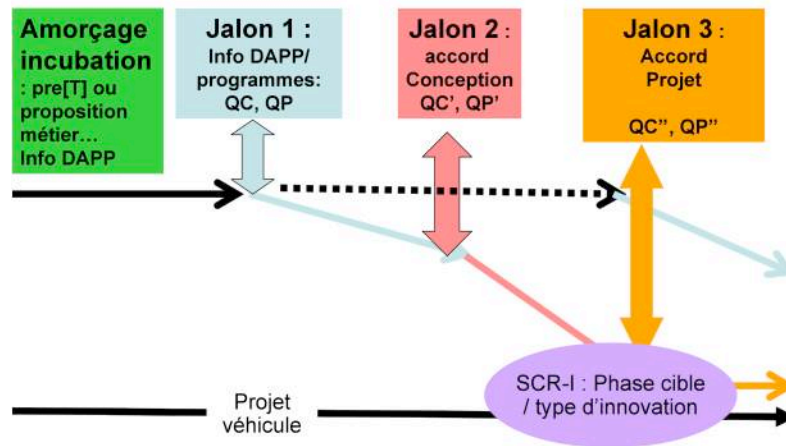 Amorçage
incubation
: pre[T] ou
proposition
métier…
Info DAPP
Jalon 1 :
Info DAPP/
programmes:
QC, QP
Jalon 2 :
accord
Conception
QC’, QP’
Jalon 3 :
Accord
Projet
QC”, QP”
SCR-I : Phase cible
/ type d’innovation
Projet
véhicule